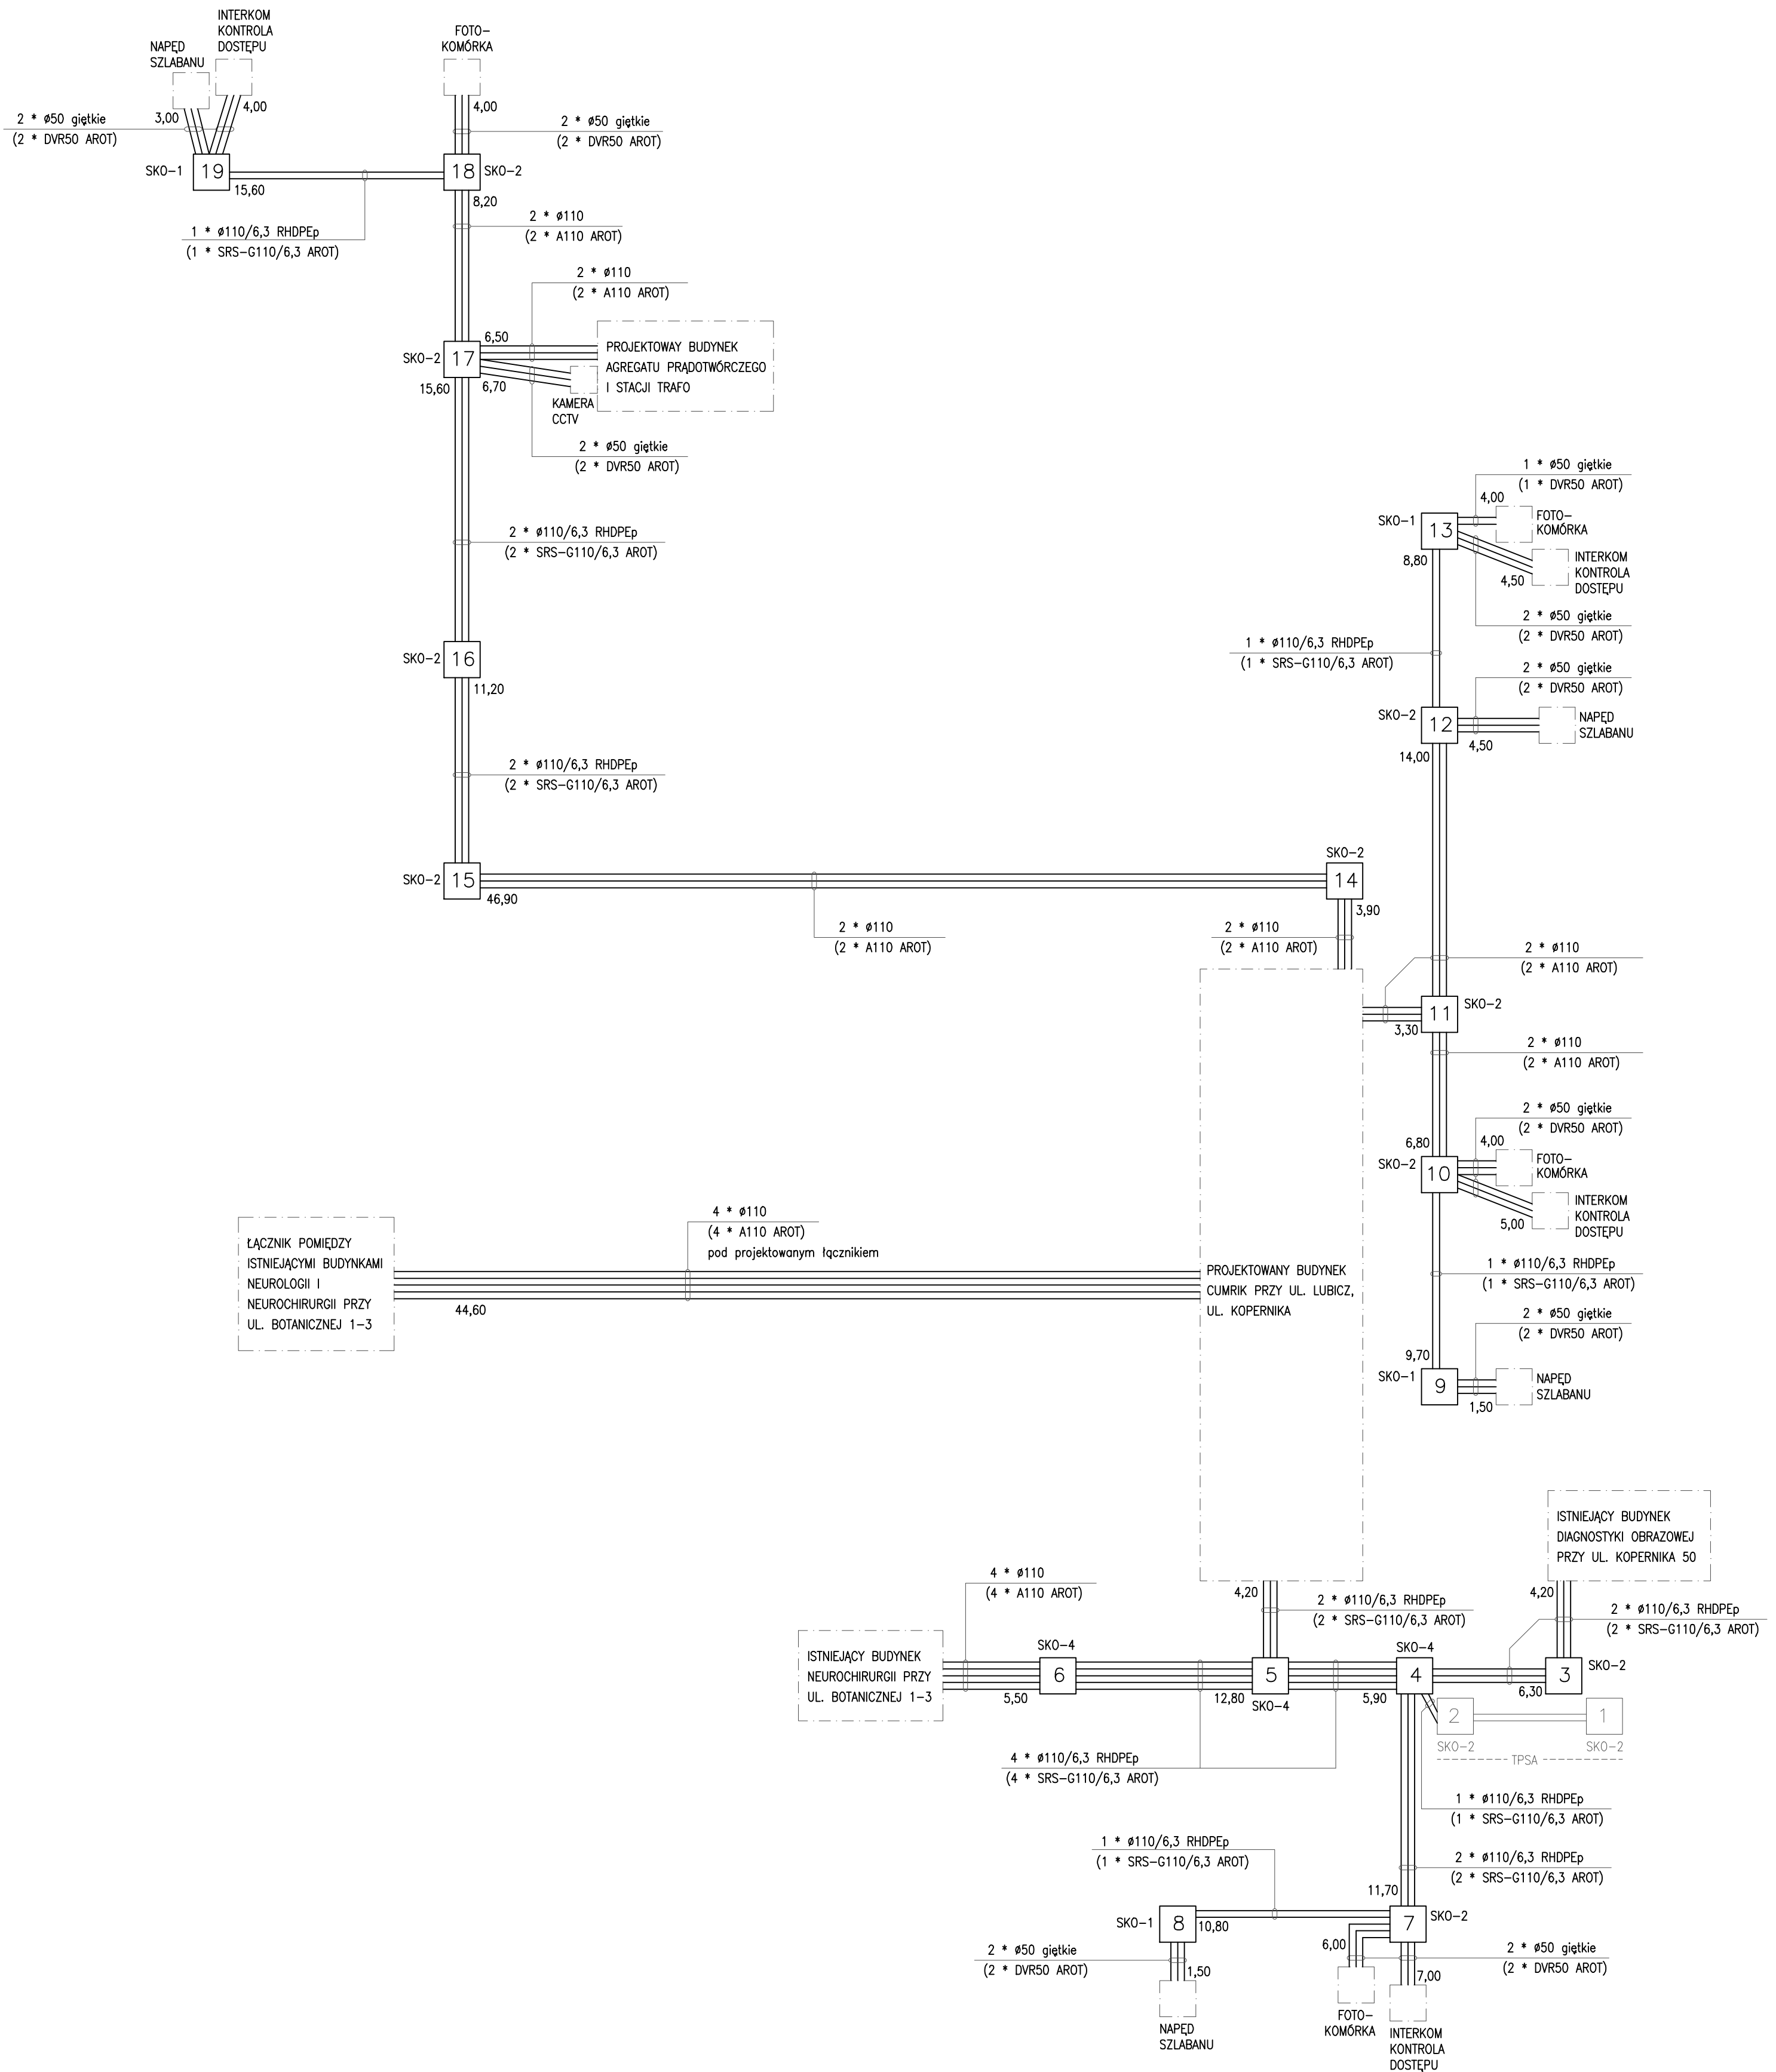 INTERKOM
KONTROLA
DOSTĘPU
NAPĘD
SZLABANU
FOTO-
KOMÓRKA
4,00
3,00
2 * ø50 giętkie
(2 * DVR50 AROT)
4,00
2 * ø50 giętkie
(2 * DVR50 AROT)
SKO-1
19
15,60
18
SKO-2
8,20
1 * ø110/6,3 RHDPEp
(1 * SRS-G110/6,3 AROT)
2 * ø110
(2 * A110 AROT)
2 * ø110
(2 * A110 AROT)
6,50
SKO-2
17
15,60
6,70
PROJEKTOWAY BUDYNEK
AGREGATU PRĄDOTWÓRCZEGO
I STACJI TRAFO
KAMERA
CCTV
2 * ø50 giętkie
(2 * DVR50 AROT)
2 * ø110/6,3 RHDPEp
(2 * SRS-G110/6,3 AROT)
SKO-2
16
11,20
2 * ø110/6,3 RHDPEp
(2 * SRS-G110/6,3 AROT)
SKO-2
15
46,90
2 * ø110
(2 * A110 AROT)
SKO-2
14
3,90
2 * ø110
(2 * A110 AROT)
1 * ø50 giętkie
(1 * DVR50 AROT)
4,00
SKO-1
13
8,80
FOTO-
KOMÓRKA
4,50
INTERKOM
KONTROLA
DOSTĘPU
2 * ø50 giętkie
(2 * DVR50 AROT)
1 * ø110/6,3 RHDPEp
(1 * SRS-G110/6,3 AROT)
2 * ø50 giętkie
(2 * DVR50 AROT)
SKO-2
12
14,00
4,50
NAPĘD
SZLABANU
2 * ø110
(2 * A110 AROT)
11
SKO-2
3,30
2 * ø110
(2 * A110 AROT)
2 * ø50 giętkie
(2 * DVR50 AROT)
6,80
4,00
SKO-2
10
FOTO-
KOMÓRKA
5,00
INTERKOM
KONTROLA
DOSTĘPU
1 * ø110/6,3 RHDPEp
(1 * SRS-G110/6,3 AROT)
2 * ø50 giętkie
(2 * DVR50 AROT)
9,70
SKO-1
9
1,50
NAPĘD
SZLABANU
4 * ø110
(4 * A110 AROT)
pod projektowanym łącznikiem
ŁĄCZNIK POMIĘDZY
ISTNIEJĄCYMI BUDYNKAMI
NEUROLOGII I
NEUROCHIRURGII PRZY
UL. BOTANICZNEJ 1-3
44,60
PROJEKTOWANY BUDYNEK
CUMRIK PRZY UL. LUBICZ,
UL. KOPERNIKA
ISTNIEJĄCY BUDYNEK
DIAGNOSTYKI OBRAZOWEJ
PRZY UL. KOPERNIKA 50
4,20
2 * ø110/6,3 RHDPEp
(2 * SRS-G110/6,3 AROT)
4,20
2 * ø110/6,3 RHDPEp
(2 * SRS-G110/6,3 AROT)
4 * ø110
(4 * A110 AROT)
ISTNIEJĄCY BUDYNEK
NEUROCHIRURGII PRZY
UL. BOTANICZNEJ 1-3
5,50
SKO-4
6
12,80
5
SKO-4
5,90
SKO-4
4
6,30
3
SKO-2
2
SKO-2
1
SKO-2
TPSA
4 * ø110/6,3 RHDPEp
(4 * SRS-G110/6,3 AROT)
1 * ø110/6,3 RHDPEp
(1 * SRS-G110/6,3 AROT)
1 * ø110/6,3 RHDPEp
(1 * SRS-G110/6,3 AROT)
2 * ø110/6,3 RHDPEp
(2 * SRS-G110/6,3 AROT)
11,70
SKO-1
8
10,80
7
SKO-2
2 * ø50 giętkie
(2 * DVR50 AROT)
1,50
6,00
7,00
2 * ø50 giętkie
(2 * DVR50 AROT)
NAPĘD
SZLABANU
FOTO-
KOMÓRKA
INTERKOM
KONTROLA
DOSTĘPU